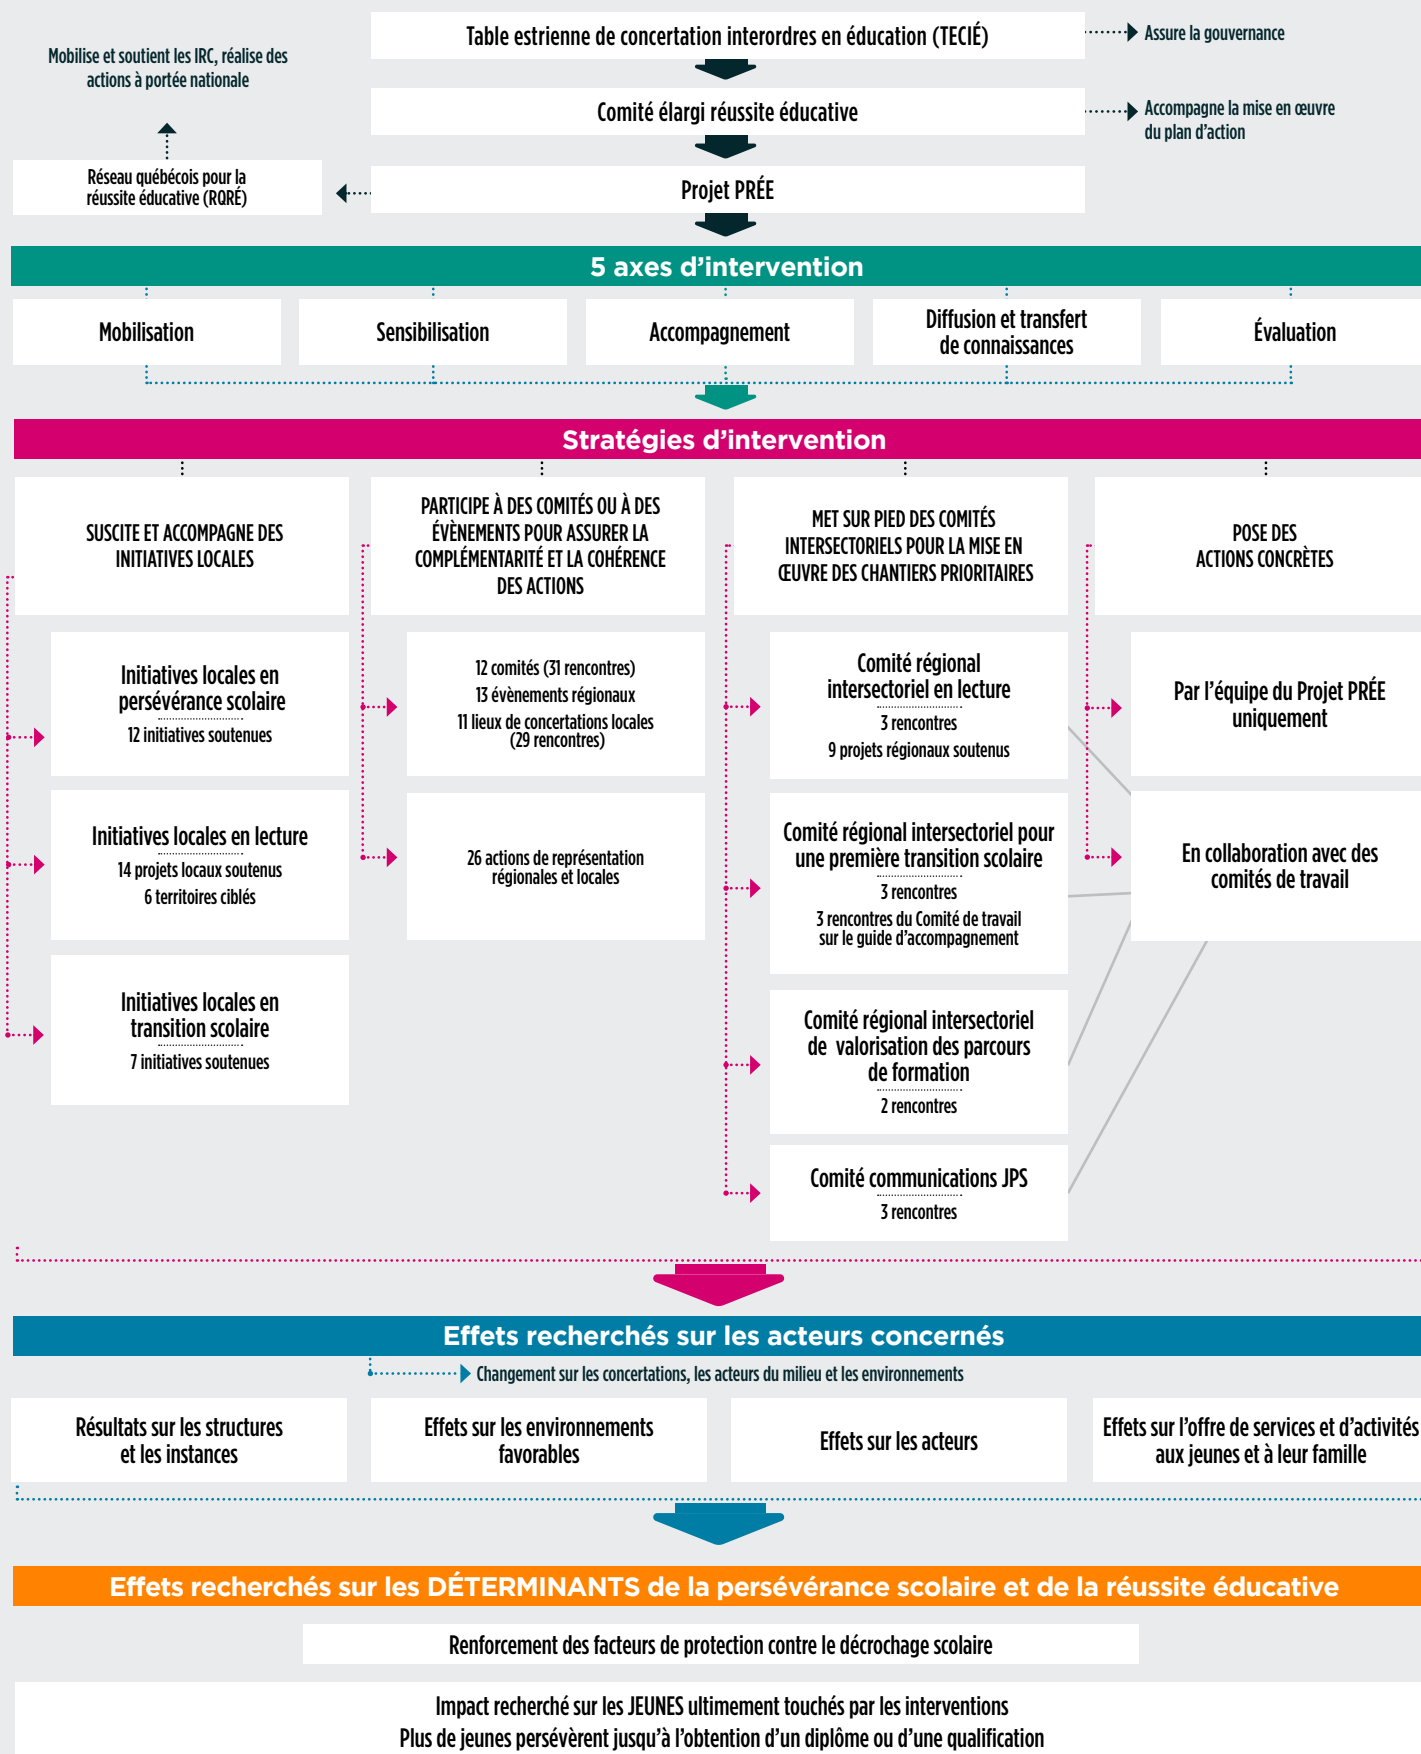 Table estrienne de concertation interordres en éducation (TECIÉ)
Assure la gouvernance
Mobilise et soutient les IRC, réalise des
actions à portée nationale
Comité élargi réussite éducative
Accompagne la mise en œuvre
du plan d’action
Réseau québécois pour la
réussite éducative (RQRÉ)
Projet PRÉE
5 axes d’intervention
Mobilisation
Sensibilisation
Accompagnement
Diffusion et transfert
de connaissances
Évaluation
Stratégies d’intervention
SUSCITE ET ACCOMPAGNE DES
INITIATIVES LOCALES
Initiatives locales en
persévérance scolaire
12 initiatives soutenues
Initiatives locales en lecture
14 projets locaux soutenus
6 territoires ciblés
Initiatives locales en
transition scolaire
7 initiatives soutenues
PARTICIPE À DES COMITÉS OU À DES
ÉVÈNEMENTS POUR ASSURER LA
COMPLÉMENTARITÉ ET LA COHÉRENCE
DES ACTIONS
12 comités (31 rencontres)
13 évènements régionaux
11 lieux de concertations locales
(29 rencontres)
26 actions de représentation
régionales et locales
MET SUR PIED DES COMITÉS
INTERSECTORIELS POUR LA MISE EN
ŒUVRE DES CHANTIERS PRIORITAIRES
Comité régional
intersectoriel en lecture
3 rencontres
9 projets régionaux soutenus
Comité régional intersectoriel pour
une première transition scolaire
3 rencontres
3 rencontres du Comité de travail
sur le guide d’accompagnement
Comité régional intersectoriel
de valorisation des parcours
de formation
2 rencontres
Comité communications JPS
3 rencontres
POSE DES
ACTIONS CONCRÈTES
Par l’équipe du Projet PRÉE
uniquement
En collaboration avec des
comités de travail
Effets recherchés sur les acteurs concernés
Changement sur les concertations, les acteurs du milieu et les environnements
Résultats sur les structures
et les instances
Effets sur les environnements
favorables
Effets sur les acteurs
Effets sur l’offre de services et d’activités
aux jeunes et à leur famille
Effets recherchés sur les DÉTERMINANTS de la persévérance scolaire et de la réussite éducative
Renforcement des facteurs de protection contre le décrochage scolaire
Impact recherché sur les JEUNES ultimement touchés par les interventions
Plus de jeunes persévèrent jusqu’à l’obtention d’un diplôme ou d’une qualification